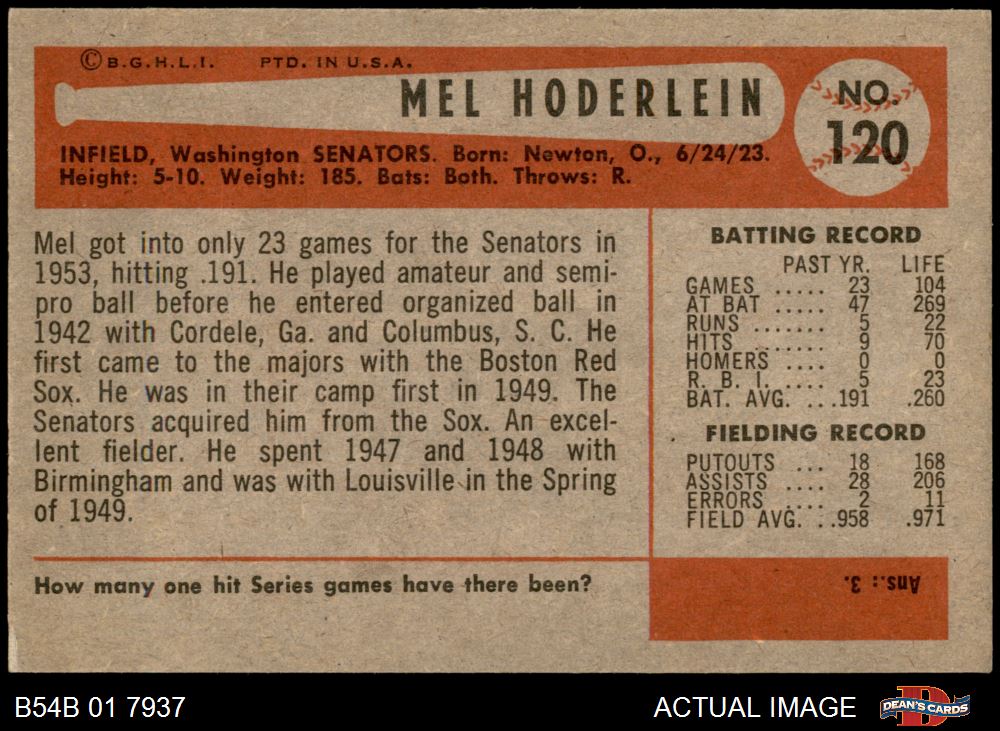 ©B.G.H.L.I. PTD. IN U.S.A.
MEL HODERLEIN
NO.
120
INFIELD, Washington SENATORS. Born: Newton, O., 6/24/23.
Height: 5-10. Weight: 185. Bats: Both. Throws: R.
Mel got into only 23 games for the Senators in
1953, hitting .191. He played amateur and semi-
pro ball before he entered organized ball in
1942 with Cordele, Ga. and Columbus, S. C. He
first came to the majors with the Boston Red
Sox. He was in their camp first in 1949. The
Senators acquired him from the Sox. An excel-
lent fielder. He spent 1947 and 1948 with
Birmingham and was with Louisville in the Spring
of 1949.
BATTING RECORD
PAST YR. LIFE
GAMES ..... 23 104
AT BAT ..... 47 269
RUNS ....... 5 22
HITS ....... 9 70
HOMERS ..... 0 0
R. B. I. .... 5 23
BAT. AVG. ...191 .260
FIELDING RECORD
PUTOUTS ... 18 168
ASSISTS .... 28 206
ERRORS .... 2 11
FIELD AVG. ..958 .971
How many one hit Series games have there been?
Ans.: 3.
B54B 01 7937
ACTUAL IMAGE
D
DEAN'S CARDS